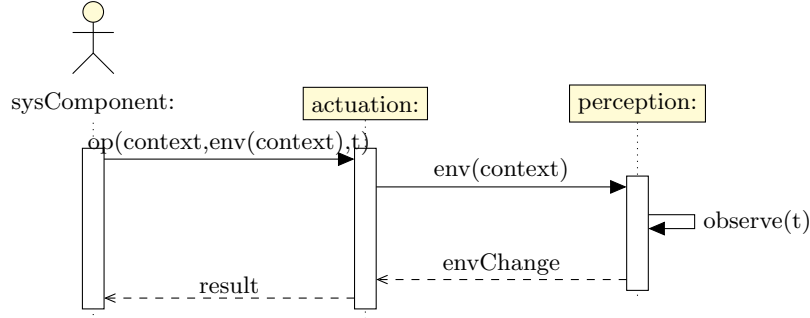 sysComponent:
actuation:
perception:
op(context,env(context),t)
env(context)
observe(t)
envChange
result